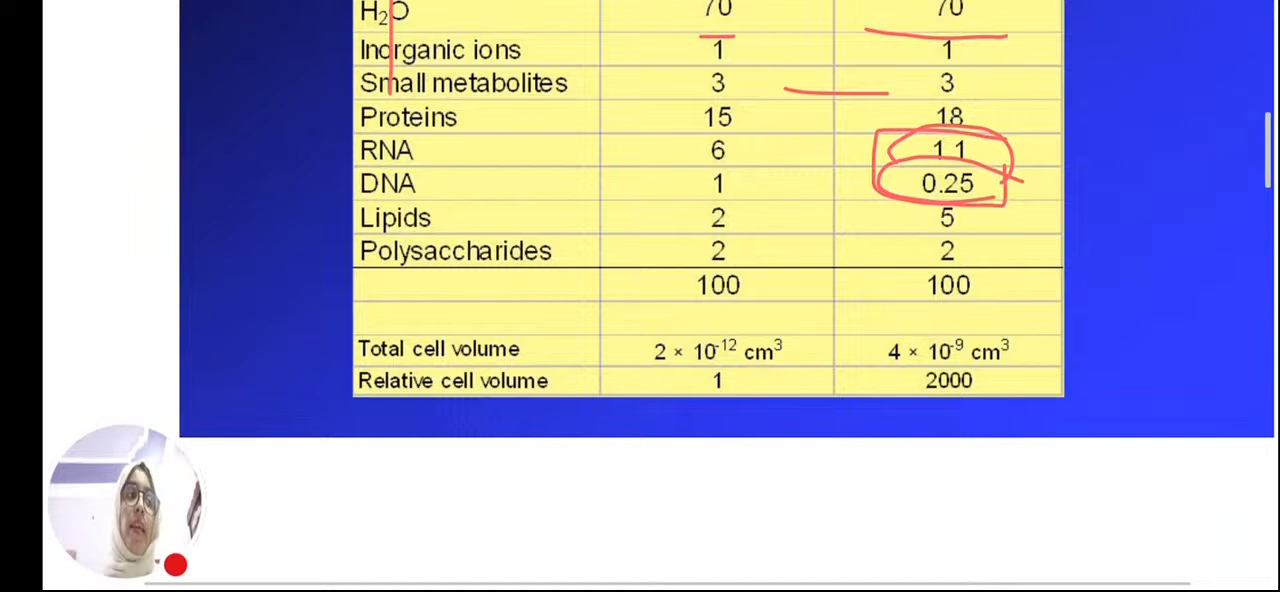 H₂O 70 70
Inorganic ions 1 1
Small metabolites 3 3
Proteins 15 18
RNA 6 1.1
DNA 1 0.25
Lipids 2 5
Polysaccharides 2 2
100 100
Total cell volume 2 × 10⁻¹² cm³ 4 × 10⁻⁹ cm³
Relative cell volume 1 2000